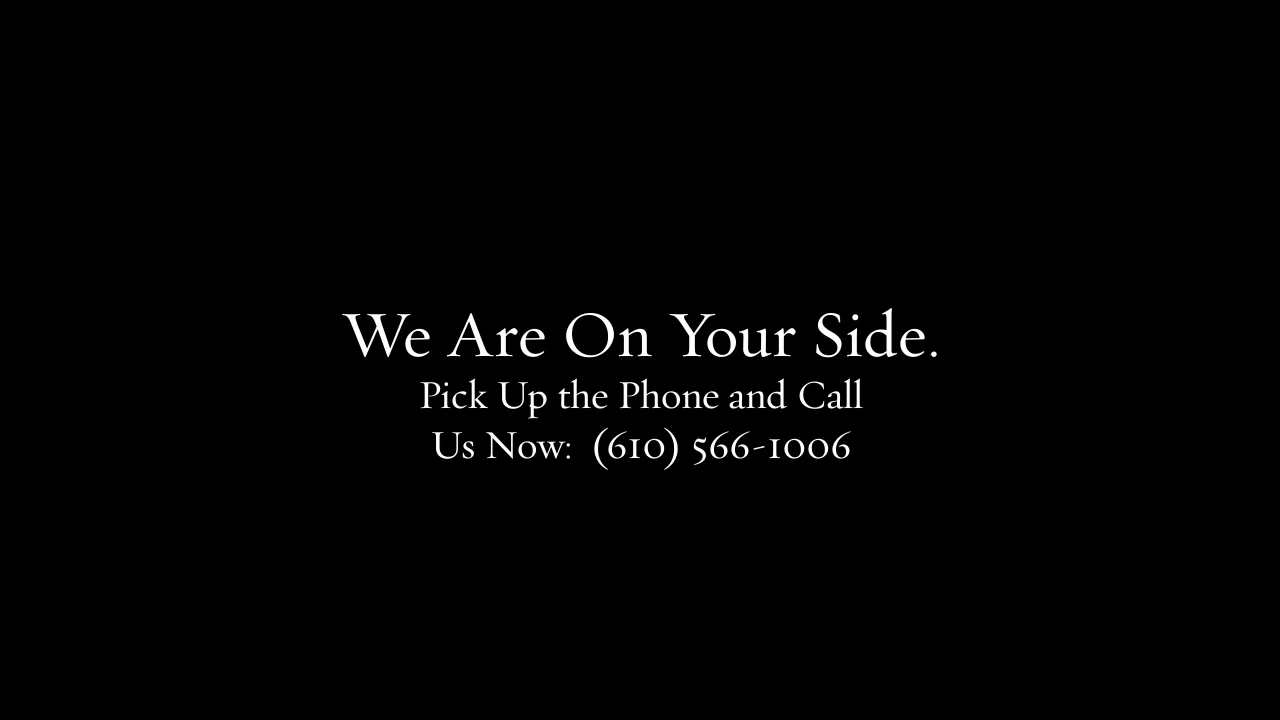 We Are On Your Side.
Pick Up the Phone and Call
Us Now:  (610) 566-1006